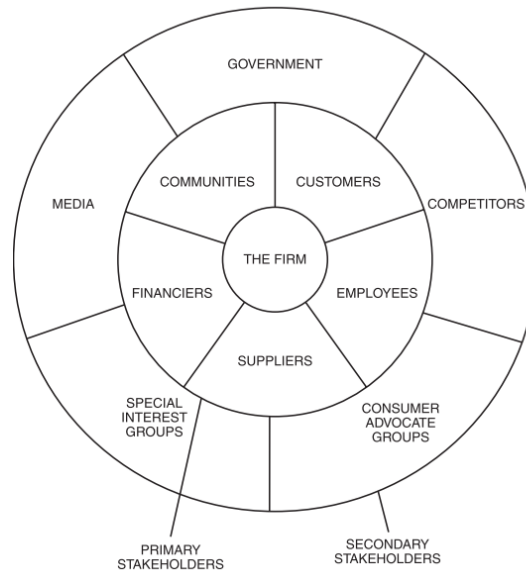 GOVERNMENT
COMMUNITIES
CUSTOMERS
MEDIA
COMPETITORS
THE FIRM
FINANCIERS
EMPLOYEES
SUPPLIERS
SPECIAL
INTEREST
GROUPS
CONSUMER
ADVOCATE
GROUPS
PRIMARY
STAKEHOLDERS
SECONDARY
STAKEHOLDERS